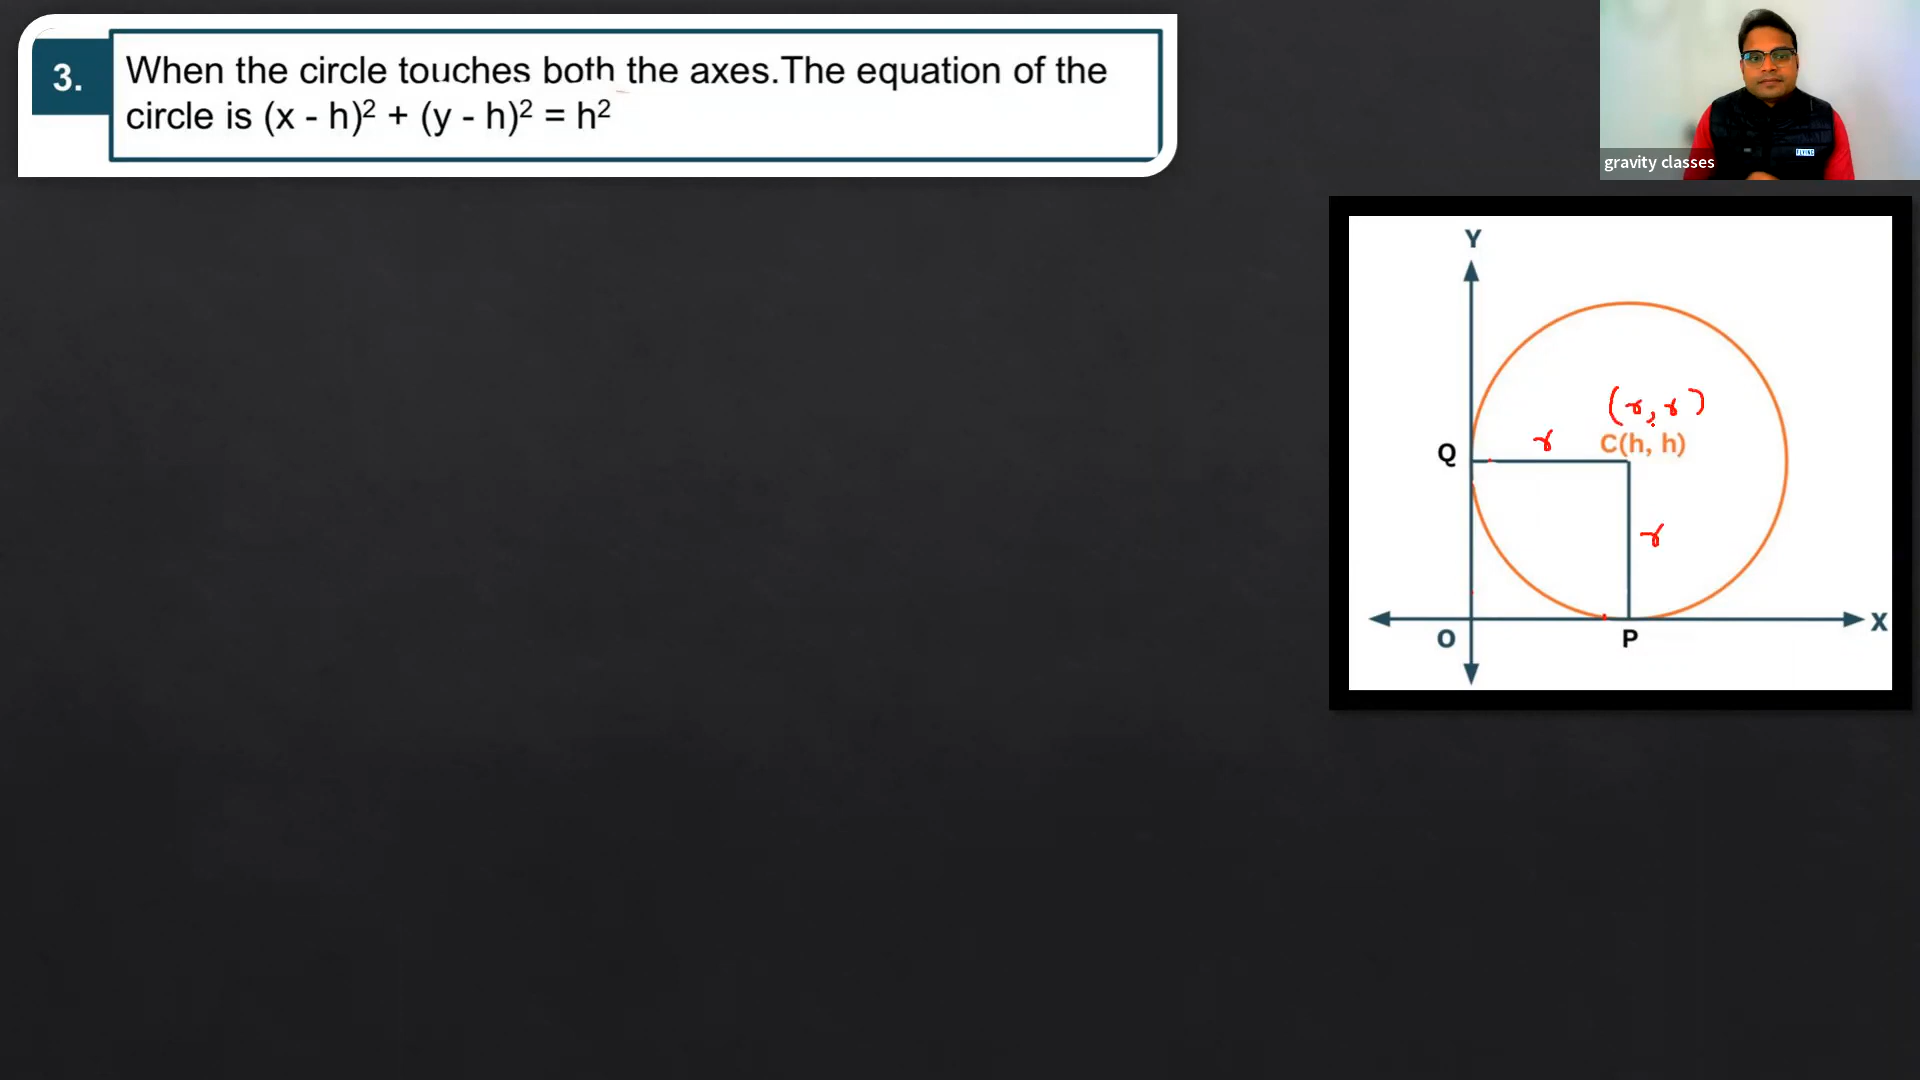 3.
When the circle touches both the axes.The equation of the
circle is (x - h)² + (y - h)² = h²
gravity classes
FLYING
Y
(r, r)
r
C(h, h)
Q
r
X
O
P